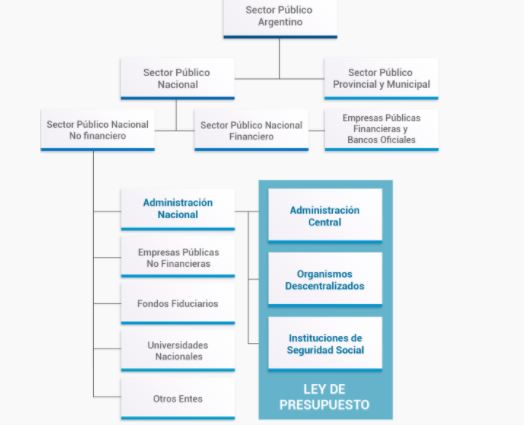 Sector Público
Argentino
Sector Público
Nacional
Sector Público
Provincial y Municipal
Sector Público Nacional
No financiero
Sector Público Nacional
Financiero
Empresas Públicas
Financieras y
Bancos Oficiales
Administración
Nacional
Empresas Públicas
No Financieras
Fondos Fiduciarios
Universidades
Nacionales
Otros Entes
Administración
Central
Organismos
Descentralizados
Instituciones de
Seguridad Social
LEY DE
PRESUPUESTO